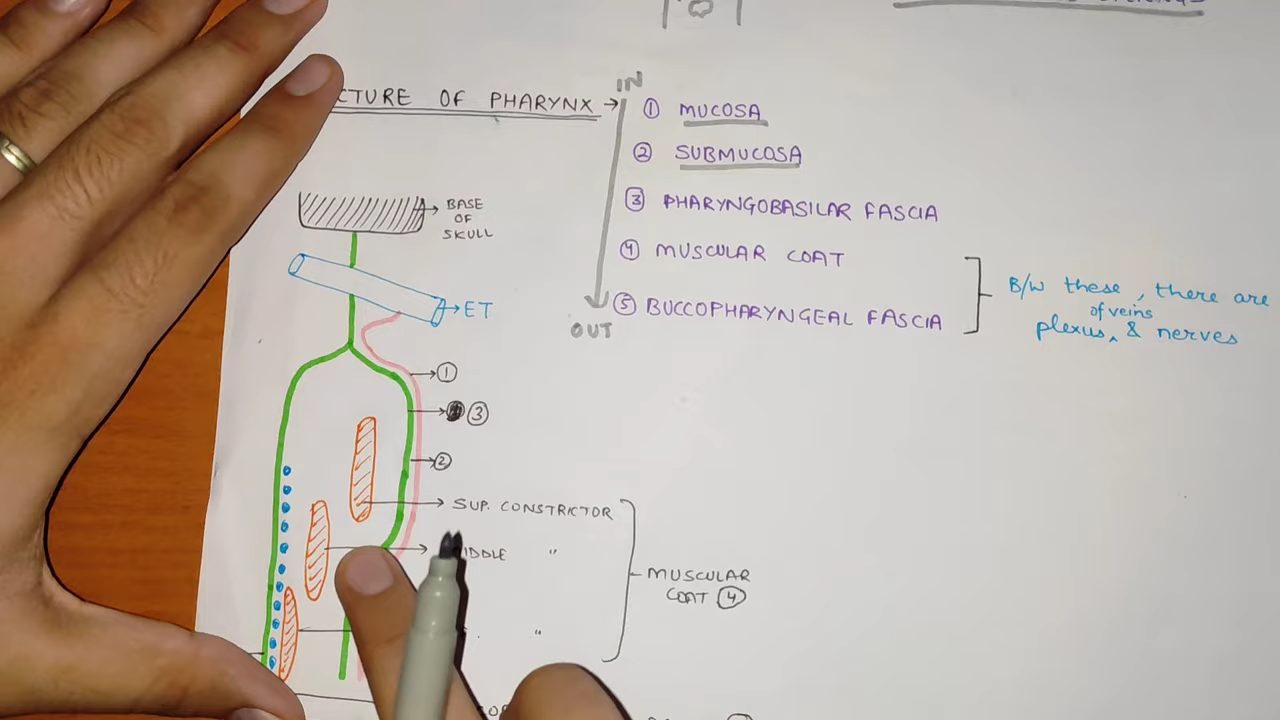 CTURE OF PHARYNX →
IN
① MUCOSA
② SUBMUCOSA
③ PHARYNGOBASILAR FASCIA
④ MUSCULAR COAT
⑤ BUCCOPHARYNGEAL FASCIA
OUT
B/W these, there are
of veins
plexus ^ & nerves
BASE
OF
SKULL
ET
①
③
②
SUP. CONSTRICTOR
IDDLE "
"
MUSCULAR
COAT ④